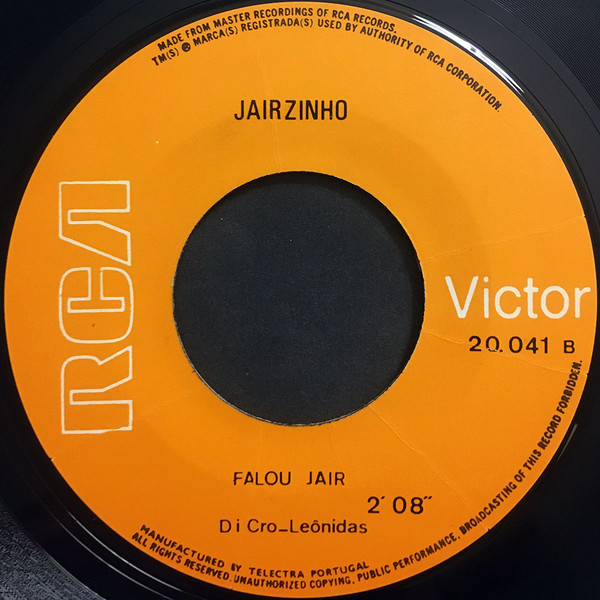 MADE FROM MASTER RECORDINGS OF RCA RECORDS.
TM(S) ® MARCA(S) REGISTRADA(S) USED BY AUTHORITY OF RCA CORPORATION.
JAIRZINHO
RCA
Victor
20.041 B
FALOU JAIR
2' 08"
Di Cro-Leônidas
MANUFACTURED BY TELECTRA PORTUGAL
ALL RIGHTS RESERVED. UNAUTHORIZED COPYING, PUBLIC PERFORMANCE, BROADCASTING OF THIS RECORD FORBIDDEN.